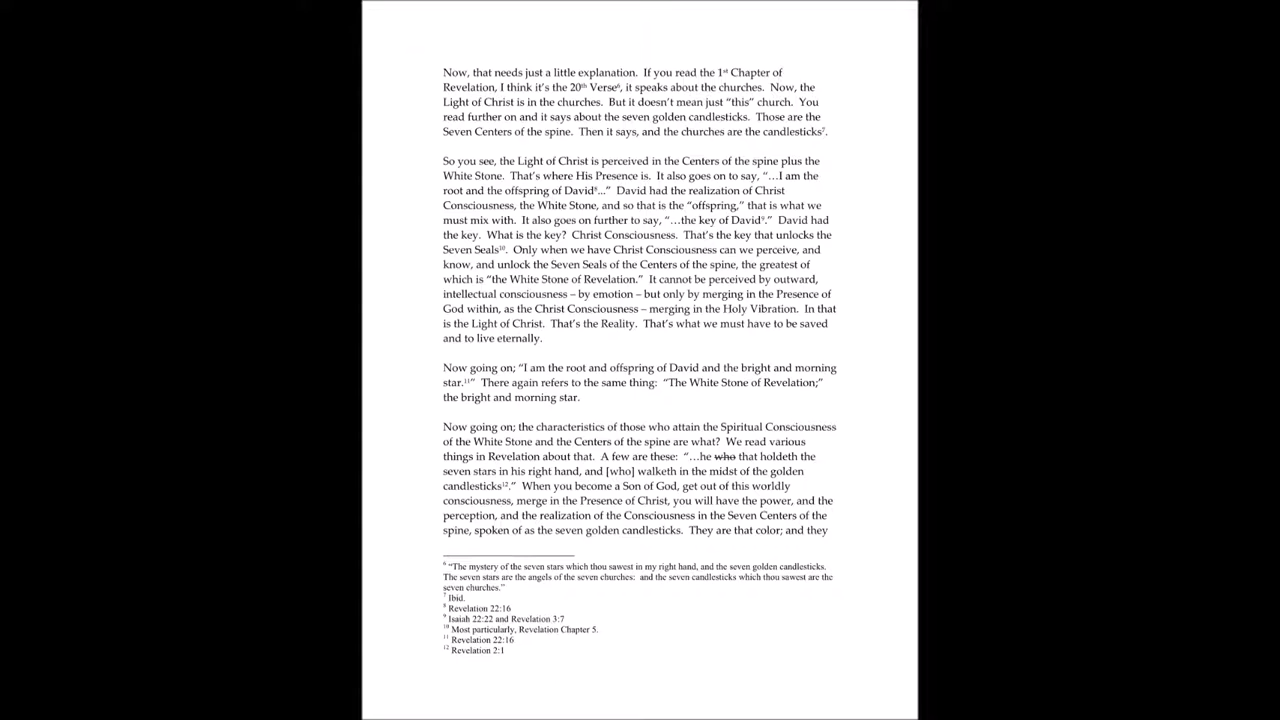 Now, that needs just a little explanation.  If you read the 1st Chapter of
Revelation, I think it's the 20th Verse6, it speaks about the churches.  Now, the
Light of Christ is in the churches.  But it doesn't mean just "this" church.  You
read further on and it says about the seven golden candlesticks.  Those are the
Seven Centers of the spine.  Then it says, and the churches are the candlesticks7.
So you see, the Light of Christ is perceived in the Centers of the spine plus the
White Stone.  That's where His Presence is.  It also goes on to say, "…I am the
root and the offspring of David8..."  David had the realization of Christ
Consciousness, the White Stone, and so that is the "offspring," that is what we
must mix with.  It also goes on further to say, "…the key of David9."  David had
the key.  What is the key?  Christ Consciousness.  That's the key that unlocks the
Seven Seals10.  Only when we have Christ Consciousness can we perceive, and
know, and unlock the Seven Seals of the Centers of the spine, the greatest of
which is "the White Stone of Revelation."  It cannot be perceived by outward,
intellectual consciousness – by emotion – but only by merging in the Presence of
God within, as the Christ Consciousness – merging in the Holy Vibration.  In that
is the Light of Christ.  That's the Reality.  That's what we must have to be saved
and to live eternally.
Now going on; "I am the root and offspring of David and the bright and morning
star.11"  There again refers to the same thing:  "The White Stone of Revelation;"
the bright and morning star.
Now going on; the characteristics of those who attain the Spiritual Consciousness
of the White Stone and the Centers of the spine are what?  We read various
things in Revelation about that.  A few are these:  "…he who that holdeth the
seven stars in his right hand, and [who] walketh in the midst of the golden
candlesticks12."  When you become a Son of God, get out of this worldly
consciousness, merge in the Presence of Christ, you will have the power, and the
perception, and the realization of the Consciousness in the Seven Centers of the
spine, spoken of as the seven golden candlesticks.  They are that color; and they
6 "The mystery of the seven stars which thou sawest in my right hand, and the seven golden candlesticks.
The seven stars are the angels of the seven churches:  and the seven candlesticks which thou sawest are the
seven churches."
7 Ibid.
8 Revelation 22:16
9 Isaiah 22:22 and Revelation 3:7
10 Most particularly, Revelation Chapter 5.
11 Revelation 22:16
12 Revelation 2:1